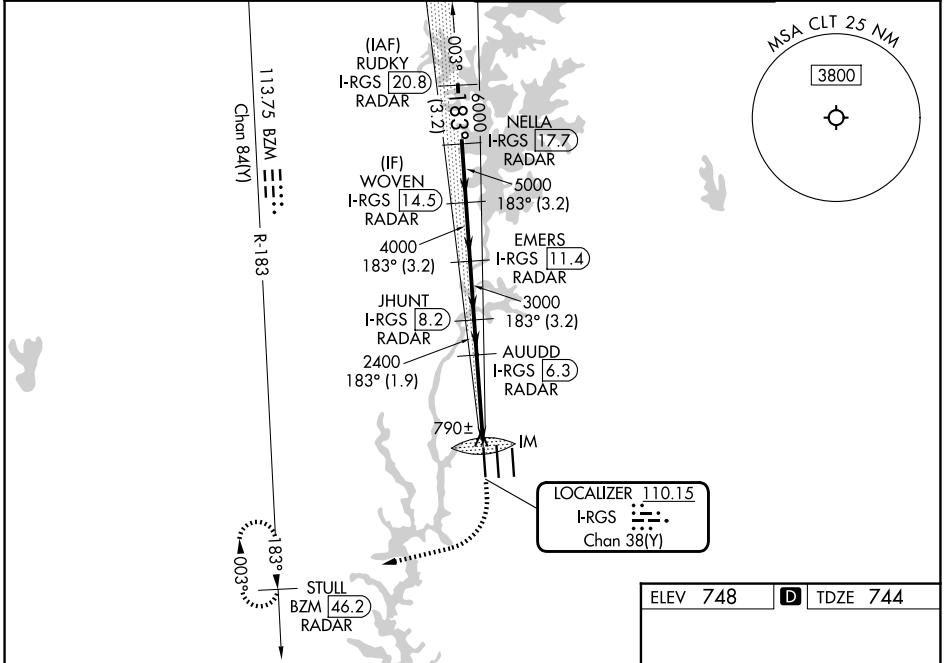 MSA CLT 25 NM
3800
113.75 BZM
Chan 84(Y)
R-183
003°
183°
6000
(3.2)
(IAF)
RUDKY
I-RGS 20.8
RADAR
NELLA
I-RGS 17.7
RADAR
(IF)
WOVEN
I-RGS 14.5
RADAR
5000
183° (3.2)
4000
183° (3.2)
EMERS
I-RGS 11.4
RADAR
JHUNT
I-RGS 8.2
RADAR
3000
183° (3.2)
2400
183° (1.9)
AUUDD
I-RGS 6.3
RADAR
790±
IM
LOCALIZER 110.15
I-RGS
Chan 38(Y)
183°
003°
STULL
BZM 46.2
RADAR
ELEV 748 D TDZE 744